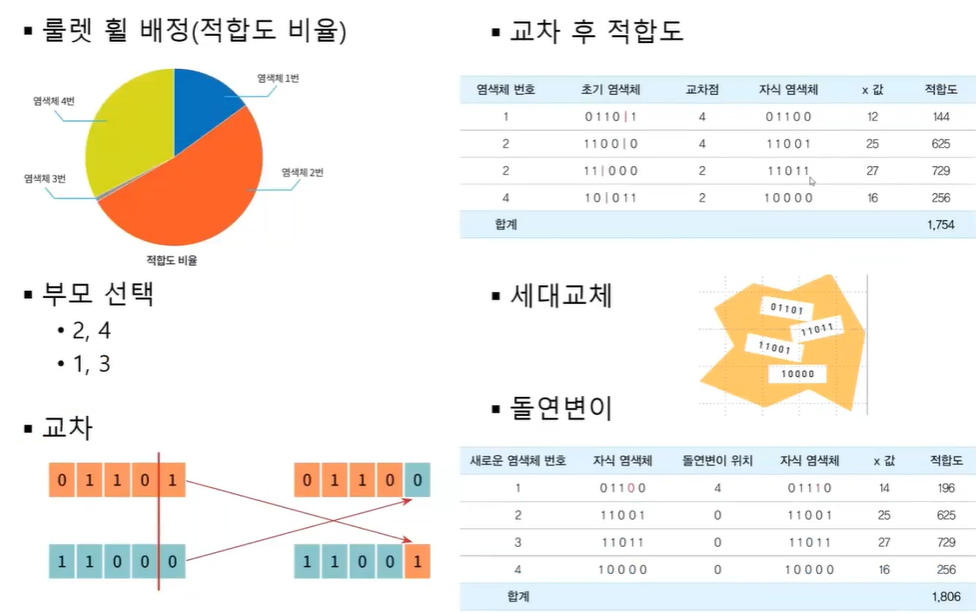 ▪ 룰렛 휠 배정(적합도 비율)
염색체 1번
염색체 4번
염색체 3번
염색체 2번
적합도 비율
▪ 부모 선택
• 2, 4
• 1, 3
▪ 교차
0 1 1 0 1
0 1 1 0 0
1 1 0 0 0
1 1 0 0 1
▪ 교차 후 적합도
염색체 번호 초기 염색체 교차점 자식 염색체 x 값 적합도
1 0 1 1 0 | 1 4 0 1 1 0 0 12 144
2 1 1 0 0 | 0 4 1 1 0 0 1 25 625
2 1 1 | 0 0 0 2 1 1 0 1 1 27 729
4 1 0 | 0 1 1 2 1 0 0 0 0 16 256
합계 1,754
▪ 세대교체
01101
11011
11001
10000
▪ 돌연변이
새로운 염색체 번호 자식 염색체 돌연변이 위치 자식 염색체 x 값 적합도
1 0 1 1 0 0 4 0 1 1 1 0 14 196
2 1 1 0 0 1 0 1 1 0 0 1 25 625
3 1 1 0 1 1 0 1 1 0 1 1 27 729
4 1 0 0 0 0 0 1 0 0 0 0 16 256
합계 1,806